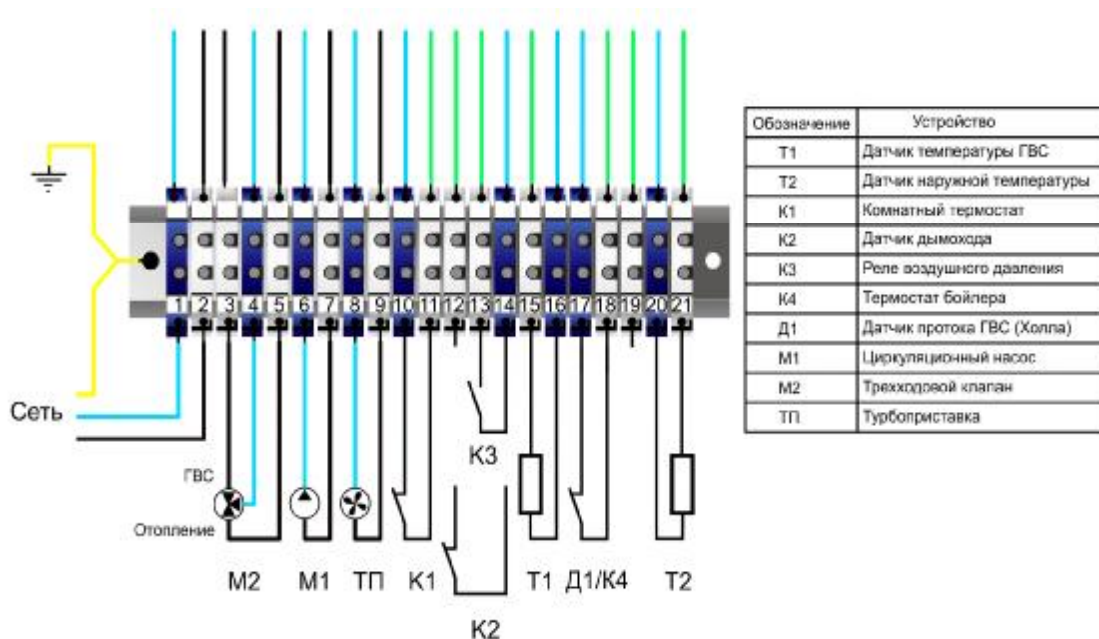 1 2 3 4 5 6 7 8 9 10 11 12 13 14 15 16 17 18 19 20 21
Сеть
ГВС
Отопление
К3
М2 М1 ТП К1 Т1 Д1/К4 Т2
К2
Обозначение Устройство
Т1 Датчик температуры ГВС
Т2 Датчик наружной температуры
К1 Комнатный термостат
К2 Датчик дымохода
К3 Реле воздушного давления
К4 Термостат бойлера
Д1 Датчик протока ГВС (Холла)
М1 Циркуляционный насос
М2 Трехходовой клапан
ТП Турбоприставка